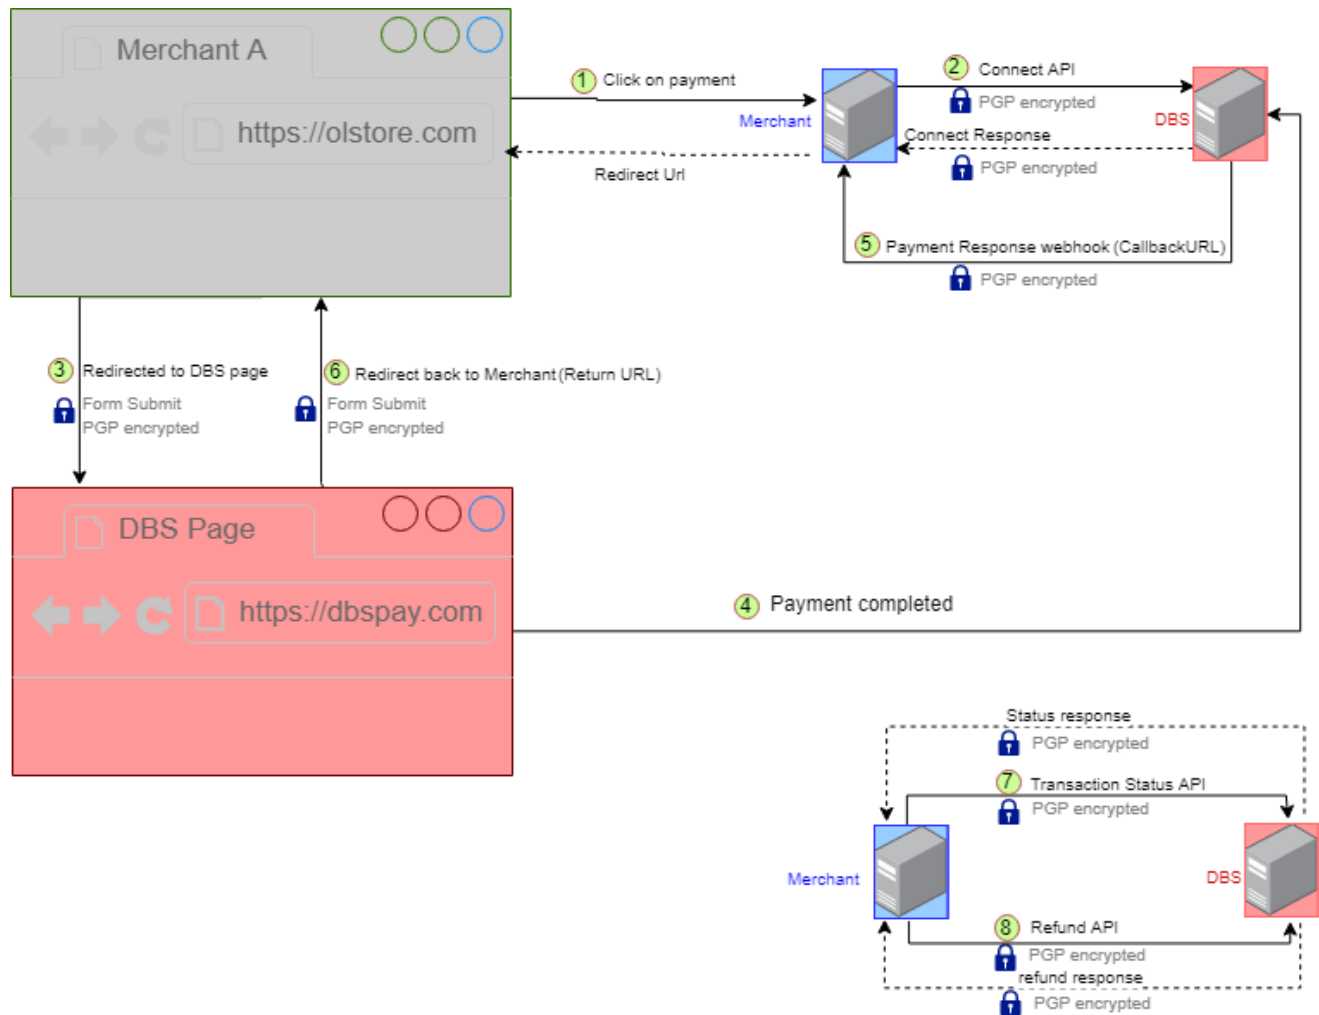 Merchant A
https://olstore.com
1 Click on payment
Redirect Url
Merchant
2 Connect API
PGP encrypted
DBS
Connect Response
PGP encrypted
5 Payment Response webhook (CallbackURL)
PGP encrypted
3 Redirected to DBS page
Form Submit
PGP encrypted
6 Redirect back to Merchant(Return URL)
Form Submit
PGP encrypted
DBS Page
https://dbspay.com
4 Payment completed
Status response
PGP encrypted
7 Transaction Status API
PGP encrypted
Merchant
DBS
8 Refund API
PGP encrypted
refund response
PGP encrypted